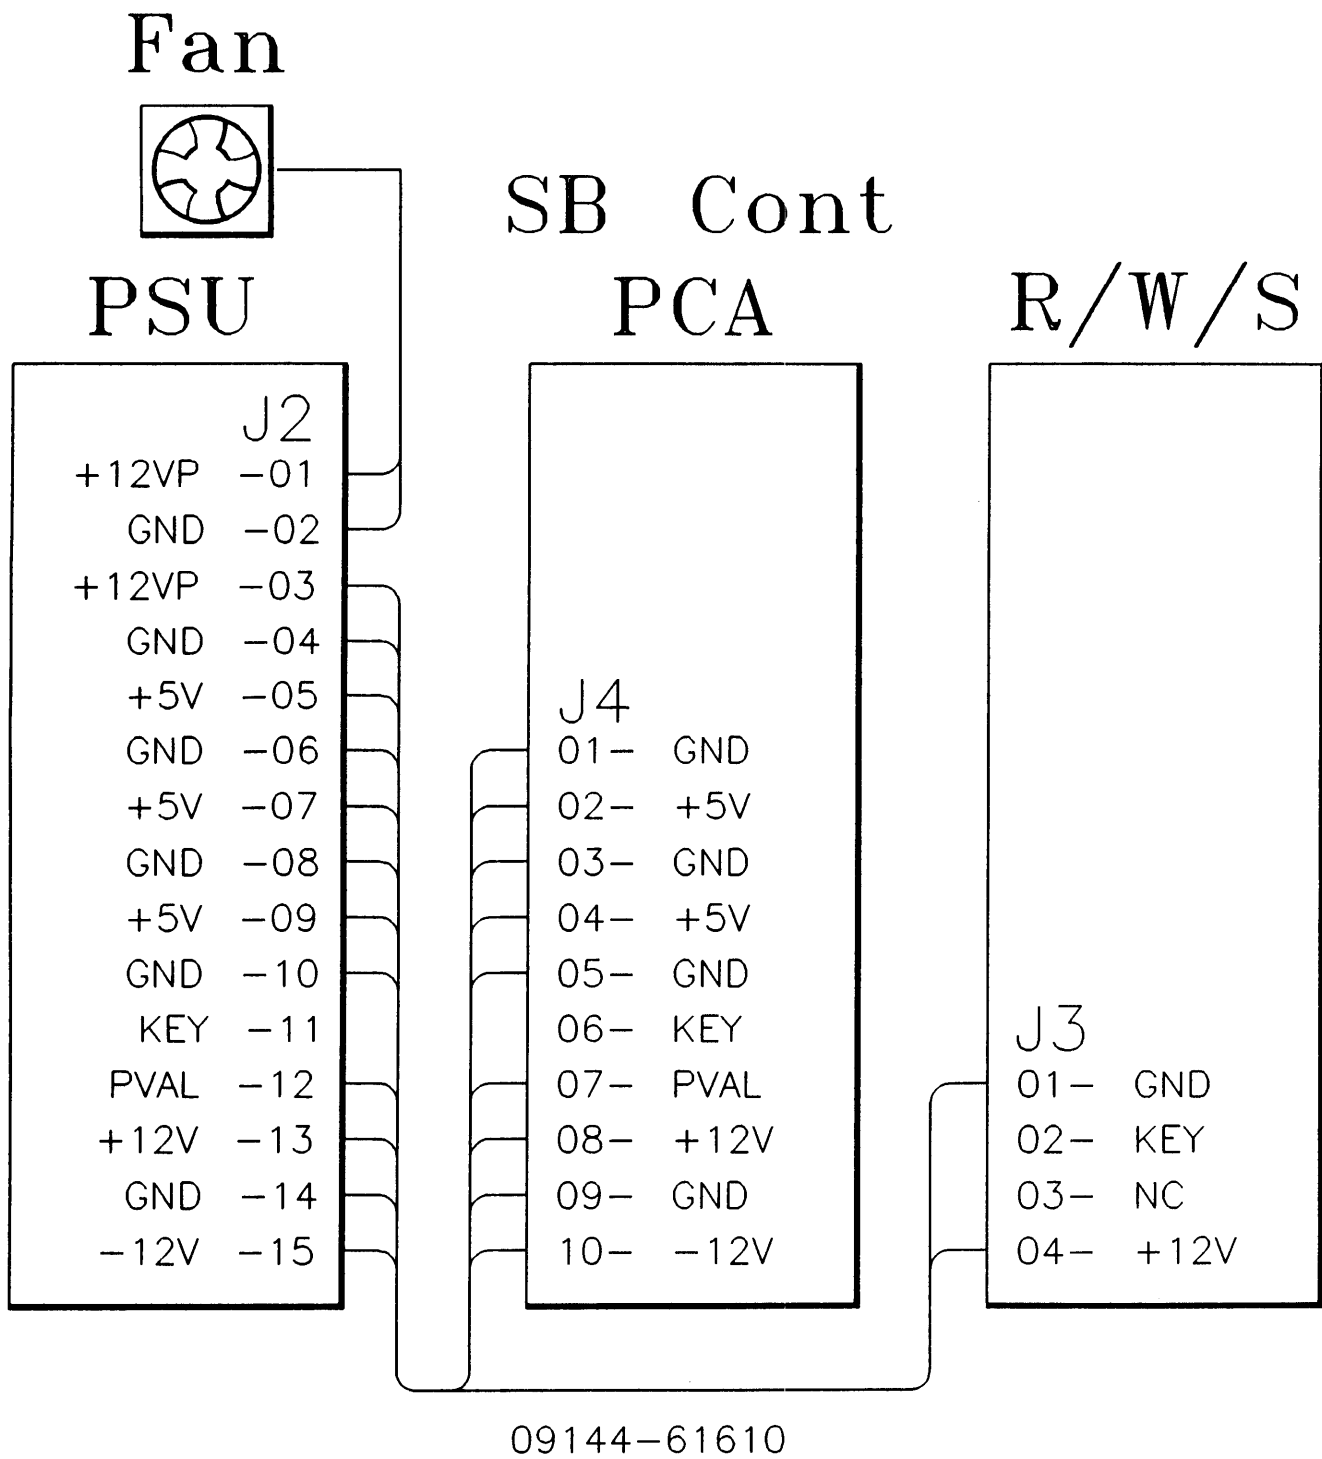 Fan
PSU
J2
+12VP -01
GND -02
+12VP -03
GND -04
+5V -05
GND -06
+5V -07
GND -08
+5V -09
GND -10
KEY -11
PVAL -12
+12V -13
GND -14
-12V -15
SB Cont
PCA
J4
01- GND
02- +5V
03- GND
04- +5V
05- GND
06- KEY
07- PVAL
08- +12V
09- GND
10- -12V
R/W/S
J3
01- GND
02- KEY
03- NC
04- +12V
09144-61610